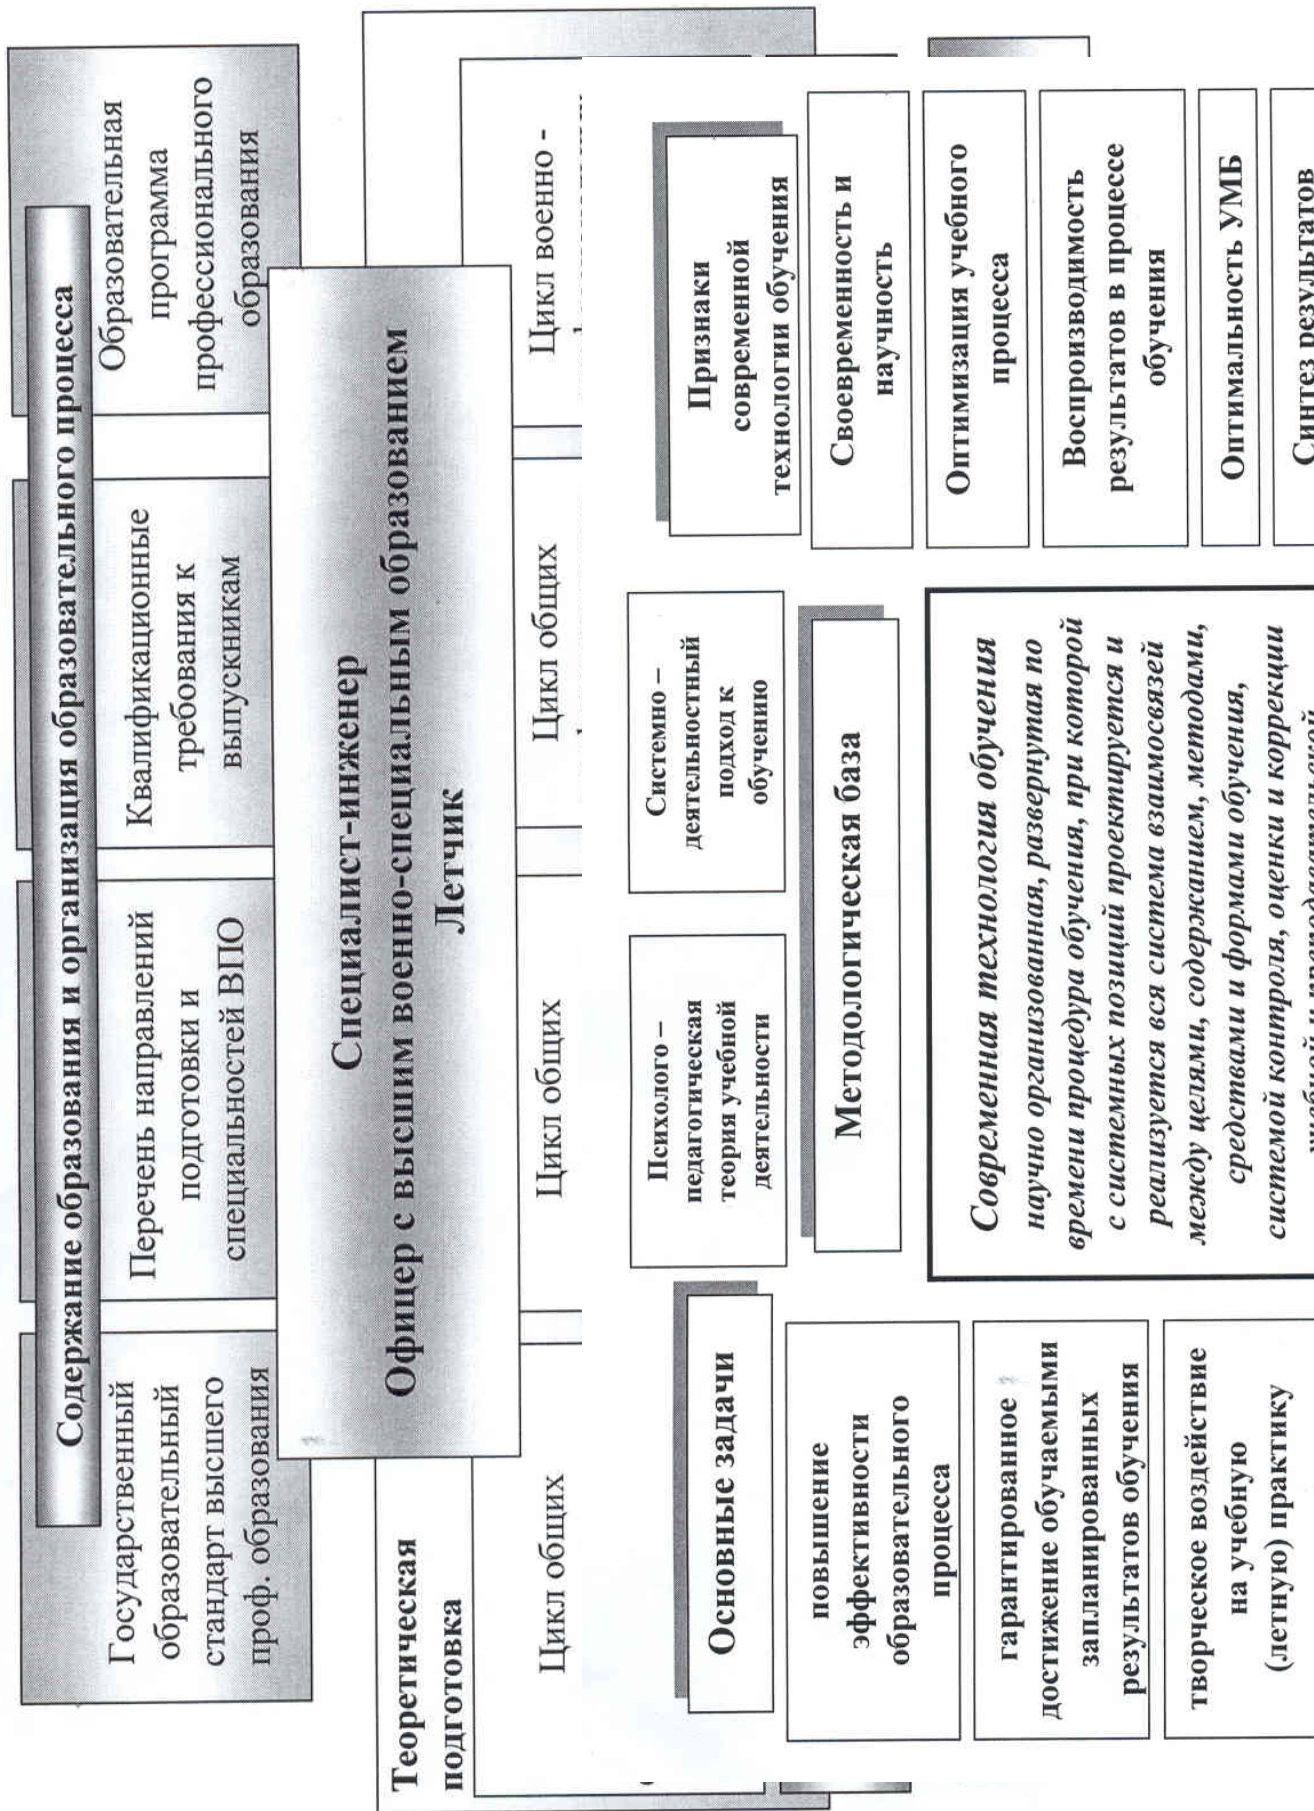 Содержание образования и организация образовательного процесса
Государственный
образовательный
стандарт высшего
проф. образования
Перечень направлений
подготовки и
специальностей ВПО
Квалификационные
требования к
выпускникам
Образовательная
программа
профессионального
образования
Специалист-инженер
Офицер с высшим военно-специальным образованием
Летчик
Теоретическая
подготовка
Цикл общих
Цикл общих
Цикл общих
Цикл военно -
Основные задачи
повышение
эффективности
образовательного
процесса
гарантированное
достижение обучаемыми
запланированных
результатов обучения
творческое воздействие
на учебную
(летную) практику
Психолого –
педагогическая
теория учебной
деятельности
Системно –
деятельностный
подход к
обучению
Методологическая база
Современная технология обучения
научно организованная, развернутая по
времени процедура обучения, при которой
с системных позиций проектируется и
реализуется вся система взаимосвязей
между целями, содержанием, методами,
средствами и формами обучения,
системой контроля, оценки и коррекции
учебной и преподавательской
Признаки
современной
технологии обучения
Своевременность и
научность
Оптимизация учебного
процесса
Воспроизводимость
результатов в процессе
обучения
Оптимальность УМБ
Синтез результатов